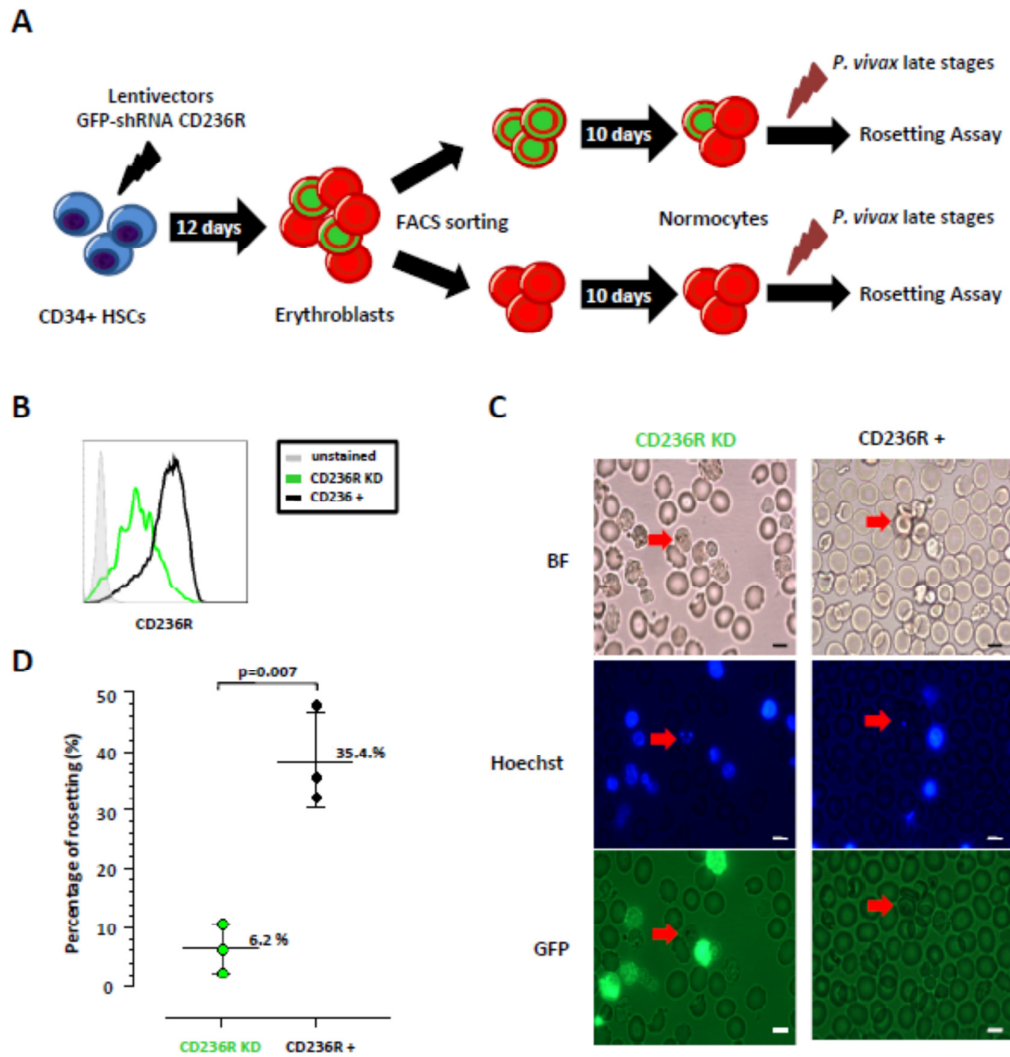 A
Lentivectors
GFP-shRNA CD236R
12 days
CD34+ HSCs
Erythroblasts
FACS sorting
10 days
10 days
Normocytes
P. vivax late stages
Rosetting Assay
P. vivax late stages
Rosetting Assay
B
unstained
CD236R KD
CD236 +
CD236R
C
CD236R KD
CD236R +
BF
Hoechst
GFP
D
p=0.007
Percentage of rosetting (%)
50
40
30
20
10
0
35.4.%
6.2 %
CD236R KD
CD236R +